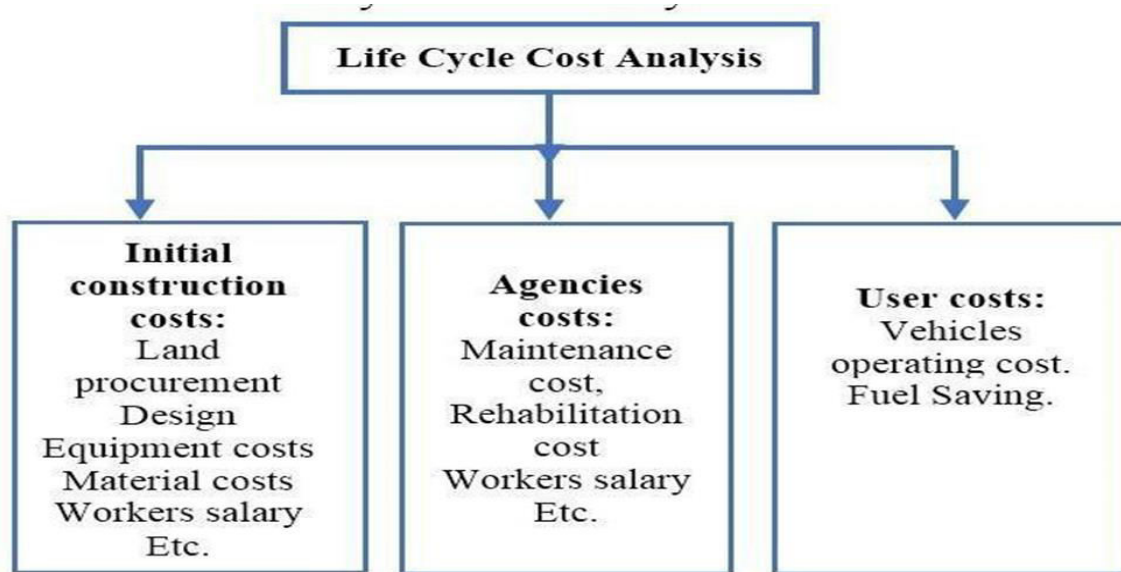 Life Cycle Cost Analysis
Initial
construction
costs:
Land
procurement
Design
Equipment costs
Material costs
Workers salary
Etc.
Agencies
costs:
Maintenance
cost,
Rehabilitation
cost
Workers salary
Etc.
User costs:
Vehicles
operating cost.
Fuel Saving.